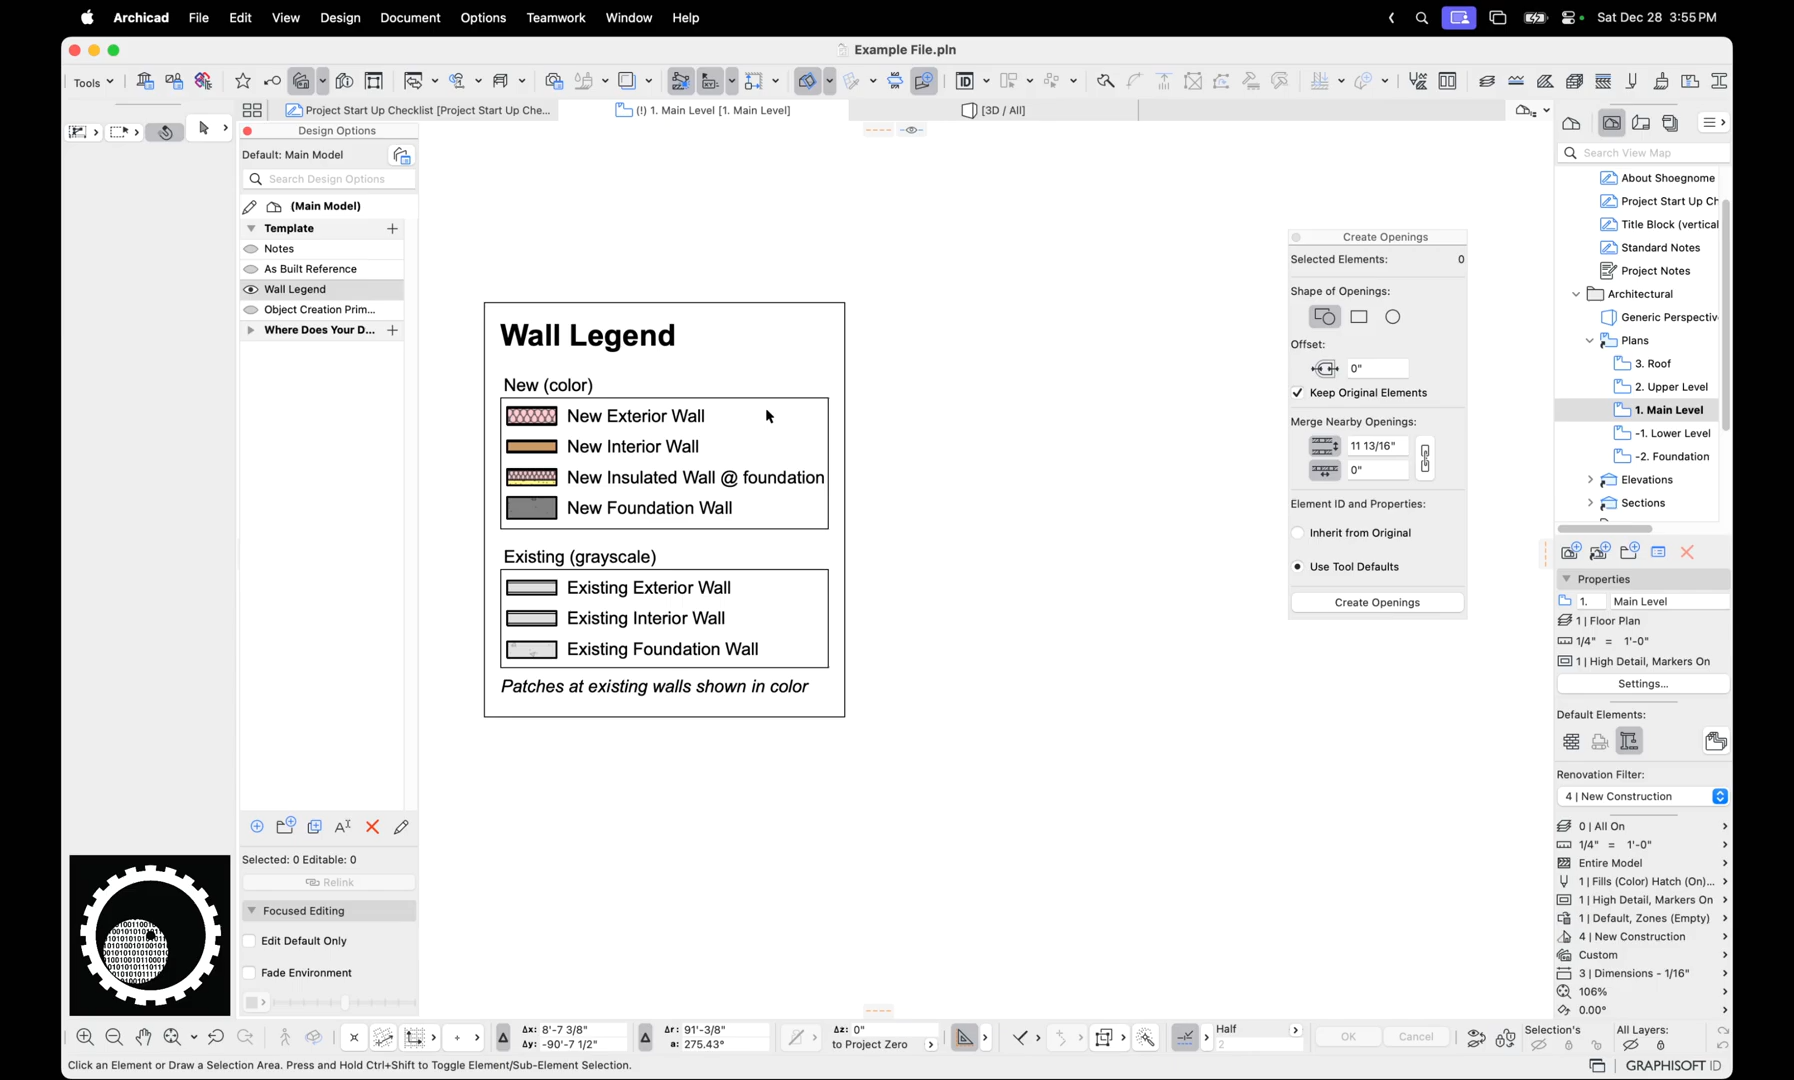 Archicad File Edit View Design Document Options Teamwork Window Help
Sat Dec 28 3:55 PM
Example File.pln
Tools
Project Start Up Checklist [Project Start Up Che...
(!) 1. Main Level [1. Main Level]
[3D / All]
Design Options
Default: Main Model
Search Design Options
(Main Model)
Template
Notes
As Built Reference
Wall Legend
Object Creation Prim...
Where Does Your D...
Selected: 0 Editable: 0
Relink
Focused Editing
Edit Default Only
Fade Environment
Wall Legend
New (color)
New Exterior Wall
New Interior Wall
New Insulated Wall @ foundation
New Foundation Wall
Existing (grayscale)
Existing Exterior Wall
Existing Interior Wall
Existing Foundation Wall
Patches at existing walls shown in color
Create Openings
Selected Elements: 0
Shape of Openings:
Offset:
0"
Keep Original Elements
Merge Nearby Openings:
11 13/16"
0"
Element ID and Properties:
Inherit from Original
Use Tool Defaults
Create Openings
Search View Map
About Shoegnome
Project Start Up Ch
Title Block (vertical
Standard Notes
Project Notes
Architectural
Generic Perspectiv
Plans
3. Roof
2. Upper Level
1. Main Level
-1. Lower Level
-2. Foundation
Elevations
Sections
Properties
1. Main Level
1 | Floor Plan
1/4" = 1'-0"
1 | High Detail, Markers On
Settings...
Default Elements:
Renovation Filter:
4 | New Construction
0 | All On
1/4" = 1'-0"
Entire Model
1 | Fills (Color) Hatch (On)...
1 | High Detail, Markers On
1 | Default, Zones (Empty)
4 | New Construction
Custom
3 | Dimensions - 1/16"
106%
0.00°
Δx: 8'-7 3/8"
Δy: -90'-7 1/2"
Δr: 91'-3/8"
a: 275.43°
Δz: 0"
to Project Zero
Half
2
OK
Cancel
Selection's
All Layers:
Click an Element or Draw a Selection Area. Press and Hold Ctrl+Shift to Toggle Element/Sub-Element Selection.
GRAPHISOFT ID